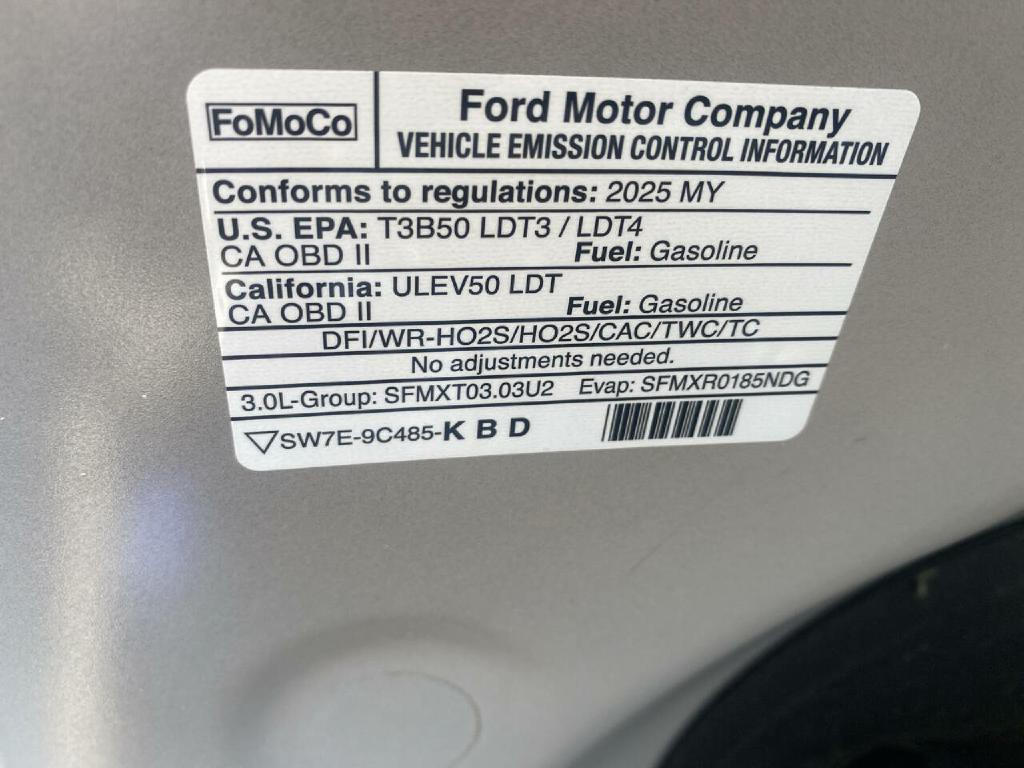 FoMoCo
Ford Motor Company
VEHICLE EMISSION CONTROL INFORMATION
Conforms to regulations: 2025 MY
U.S. EPA: T3B50 LDT3 / LDT4
CA OBD II Fuel: Gasoline
California: ULEV50 LDT
CA OBD II Fuel: Gasoline
DFI/WR-HO2S/HO2S/CAC/TWC/TC
No adjustments needed.
3.0L-Group: SFMXT03.03U2 Evap: SFMXR0185NDG
SW7E-9C485-K B D